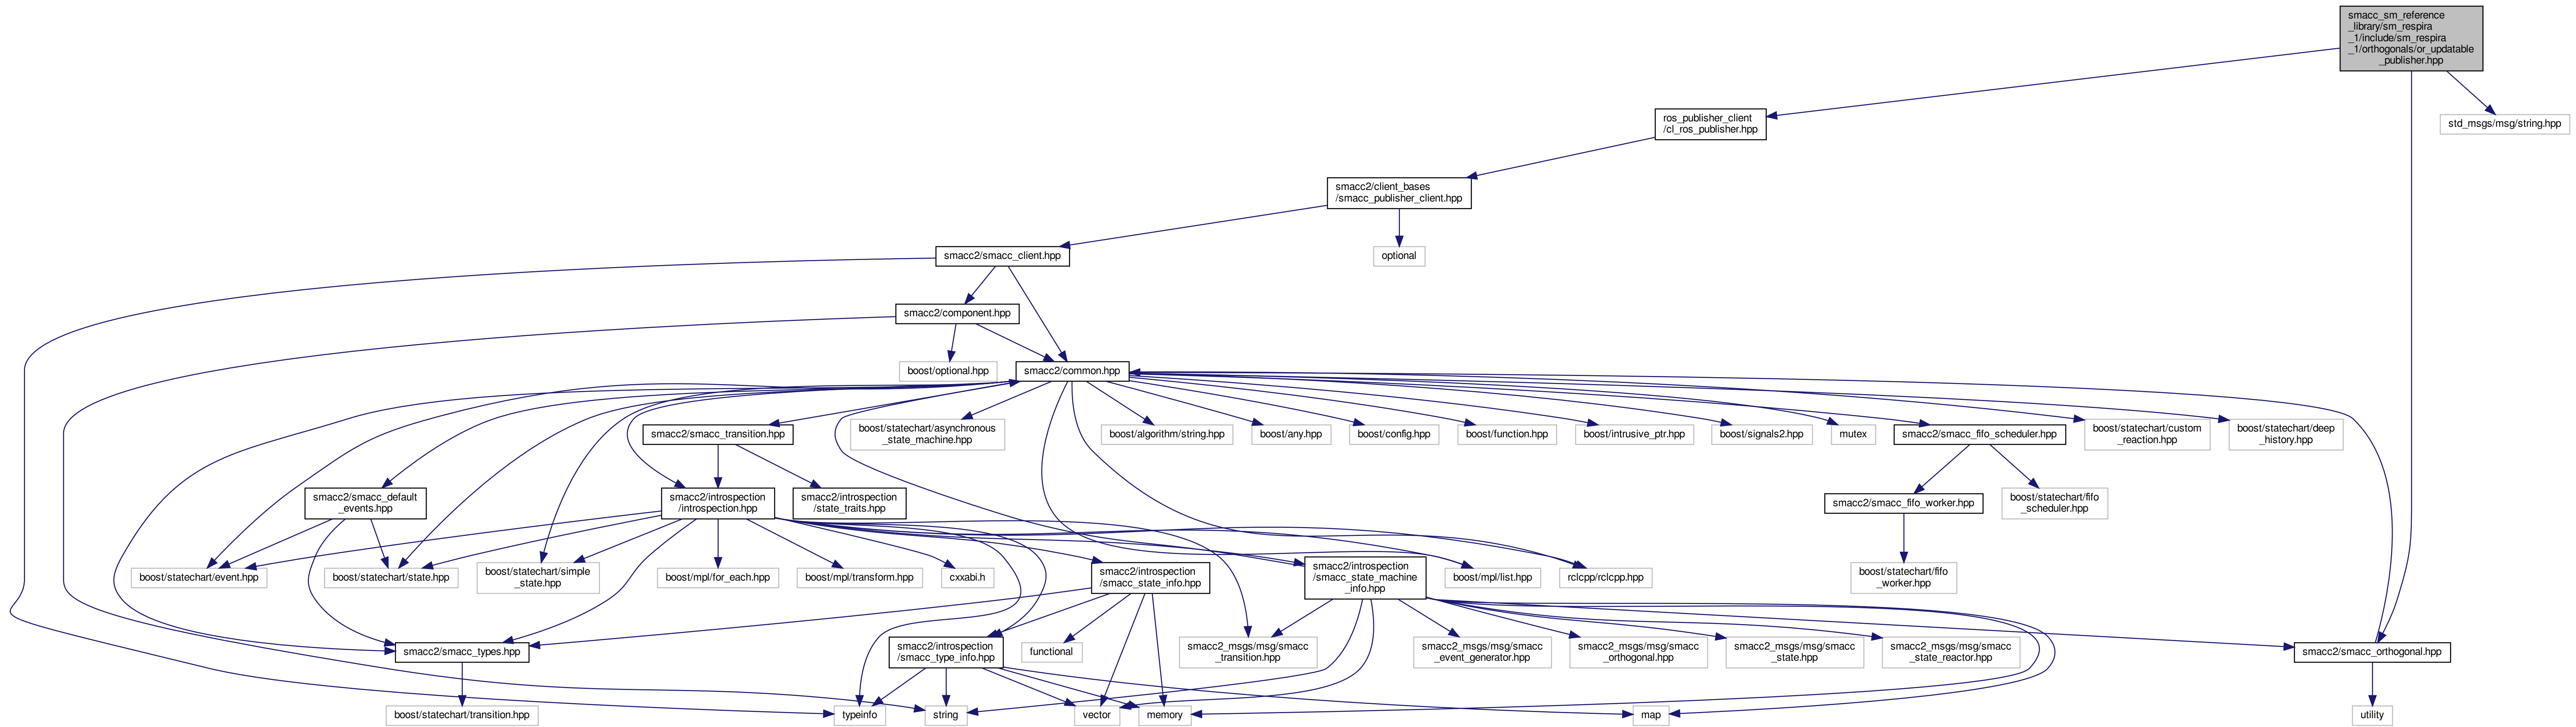 smacc_sm_reference
_library/sm_respira
_1/include/sm_respira
_1/orthogonals/or_updatable
_publisher.hpp
ros_publisher_client
/cl_ros_publisher.hpp
std_msgs/msg/string.hpp
smacc2/client_bases
/smacc_publisher_client.hpp
smacc2/smacc_client.hpp
optional
smacc2/component.hpp
boost/optional.hpp
smacc2/common.hpp
smacc2/smacc_transition.hpp
boost/statechart/asynchronous
_state_machine.hpp
boost/algorithm/string.hpp
boost/any.hpp
boost/config.hpp
boost/function.hpp
boost/intrusive_ptr.hpp
boost/signals2.hpp
mutex
smacc2/smacc_fifo_scheduler.hpp
boost/statechart/custom
_reaction.hpp
boost/statechart/deep
_history.hpp
smacc2/smacc_default
_events.hpp
smacc2/introspection
/introspection.hpp
smacc2/introspection
/state_traits.hpp
smacc2/smacc_fifo_worker.hpp
boost/statechart/fifo
_scheduler.hpp
boost/statechart/event.hpp
boost/statechart/state.hpp
boost/statechart/simple
_state.hpp
boost/mpl/for_each.hpp
boost/mpl/transform.hpp
cxxabi.h
smacc2/introspection
/smacc_state_info.hpp
smacc2/introspection
/smacc_state_machine
_info.hpp
boost/mpl/list.hpp
rclcpp/rclcpp.hpp
boost/statechart/fifo
_worker.hpp
smacc2/smacc_types.hpp
smacc2/introspection
/smacc_type_info.hpp
functional
smacc2_msgs/msg/smacc
_transition.hpp
smacc2_msgs/msg/smacc
_event_generator.hpp
smacc2_msgs/msg/smacc
_orthogonal.hpp
smacc2_msgs/msg/smacc
_state.hpp
smacc2_msgs/msg/smacc
_state_reactor.hpp
smacc2/smacc_orthogonal.hpp
boost/statechart/transition.hpp
typeinfo
string
vector
memory
map
utility